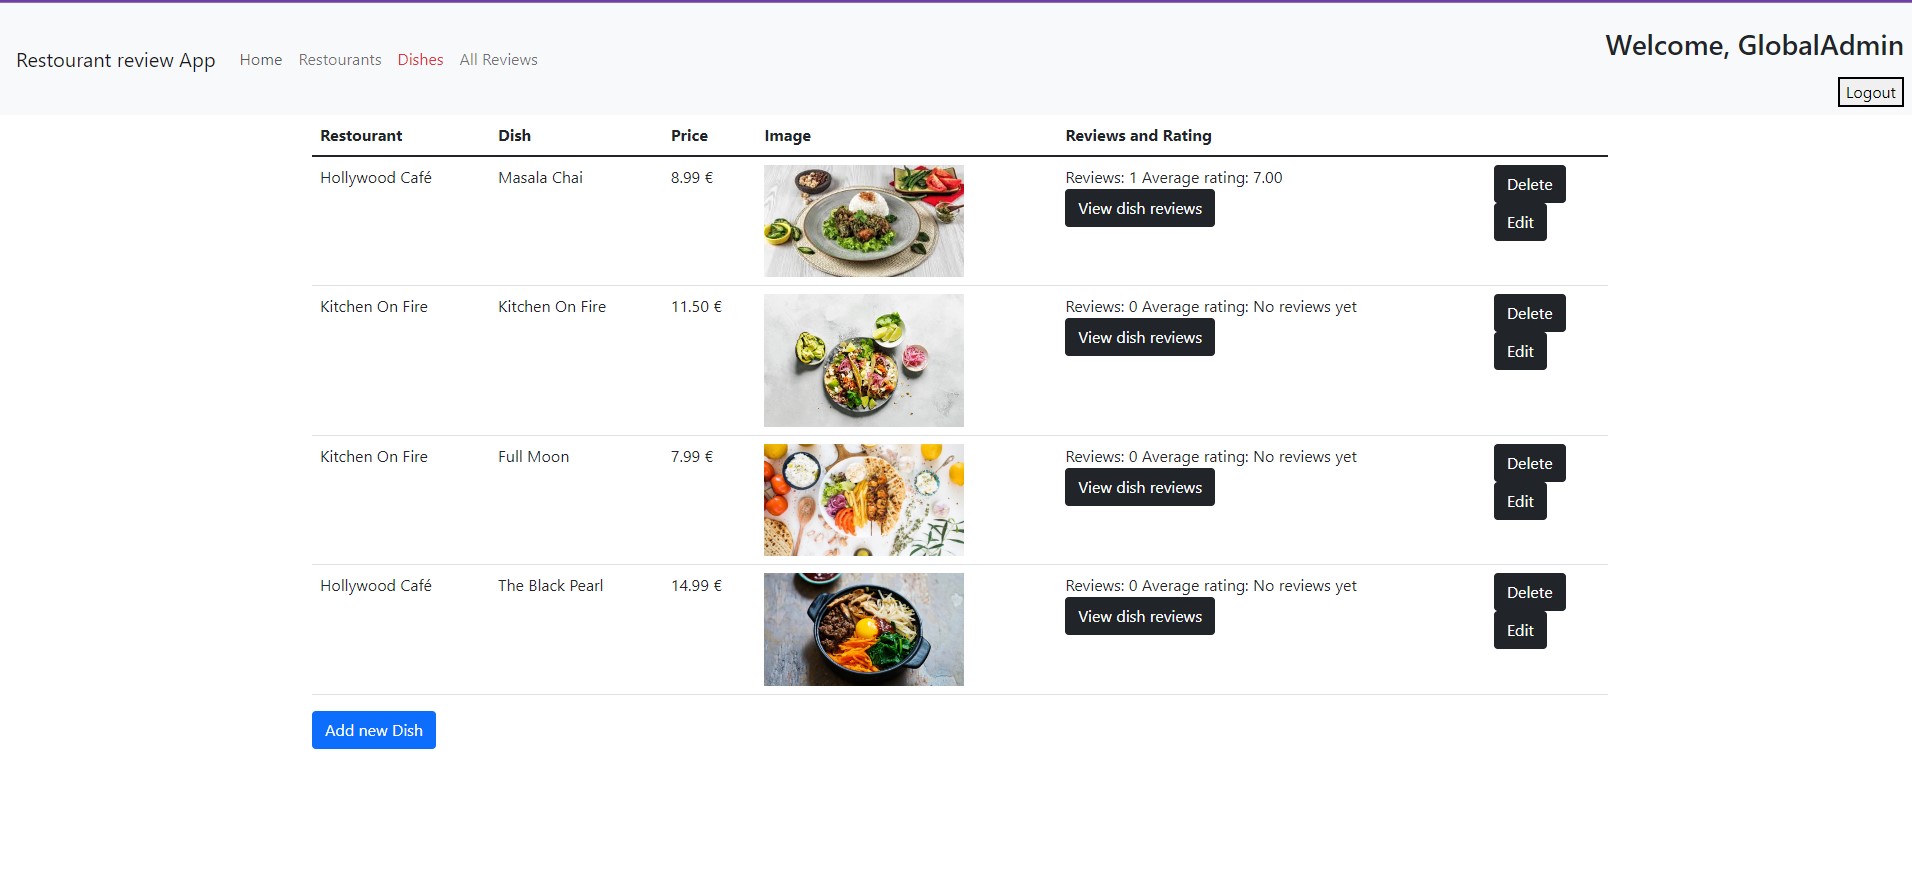 Restourant review App Home Restourants Dishes All Reviews
Welcome, GlobalAdmin
Logout
Restourant Dish Price Image Reviews and Rating
Hollywood Café Masala Chai 8.99 € Reviews: 1 Average rating: 7.00 Delete
View dish reviews Edit
Kitchen On Fire Kitchen On Fire 11.50 € Reviews: 0 Average rating: No reviews yet Delete
View dish reviews Edit
Kitchen On Fire Full Moon 7.99 € Reviews: 0 Average rating: No reviews yet Delete
View dish reviews Edit
Hollywood Café The Black Pearl 14.99 € Reviews: 0 Average rating: No reviews yet Delete
View dish reviews Edit
Add new Dish